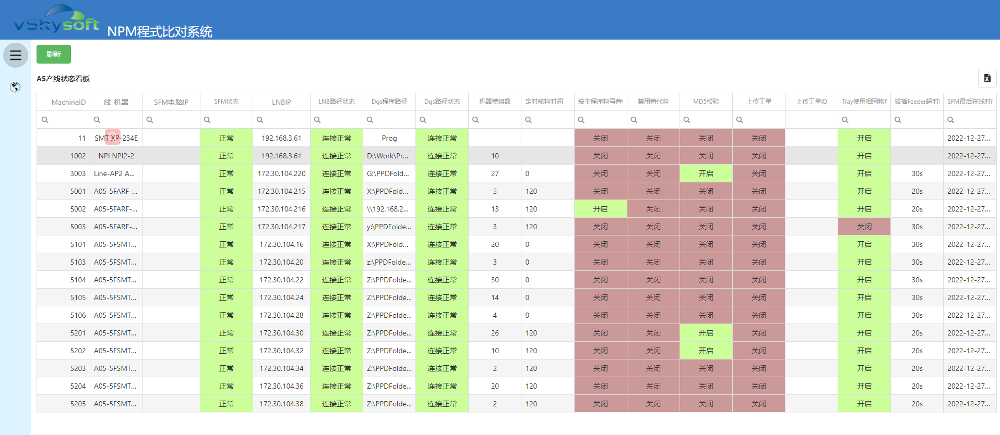 vSkysoft NPM程式比对系统
刷新
A5产线状态看板
MachineID 线-机器 SFM电脑IP SFM状态 LNBIP LNB路径状态 Dgs程序路径 Dgs路径状态 机器模组数 定时核料时间 按主程序料号替 禁用替代料 MD5校验 上传工单 上传工单ID Tray使用相同物料 拔插Feeder超时 SFM最后在线时
11 SMT XP-234E 正常 192.168.3.61 连接正常 Prog 连接正常 关闭 关闭 关闭 关闭 开启 2022-12-27...
1002 NPI NPI2-2 正常 192.168.3.61 连接正常 D:\Work\Pr... 连接正常 10 关闭 关闭 关闭 关闭 开启 2022-12-27...
3003 Line-AP2 A... 正常 172.30.104.220 连接正常 G:\PPDFold... 连接正常 27 0 关闭 关闭 开启 关闭 开启 30s 2022-12-27...
5001 A05-5FARF-... 正常 172.30.104.215 连接正常 X:\PPDFold... 连接正常 5 120 关闭 关闭 关闭 关闭 开启 20s 2022-12-27...
5002 A05-5FARF-... 正常 172.30.104.216 连接正常 \\192.168.2... 连接正常 13 120 开启 关闭 关闭 关闭 开启 20s 2022-12-27...
5003 A05-5FARF-... 正常 172.30.104.217 连接正常 y:\PPDFolde... 连接正常 3 120 关闭 关闭 关闭 关闭 关闭 30s 2022-12-27...
5101 A05-5FSMT... 正常 172.30.104.16 连接正常 X:\PPDFold... 连接正常 20 0 关闭 关闭 关闭 关闭 开启 30s 2022-12-27...
5103 A05-5FSMT... 正常 172.30.104.20 连接正常 z:\PPDFolde... 连接正常 3 0 关闭 关闭 关闭 关闭 开启 30s 2022-12-27...
5104 A05-5FSMT... 正常 172.30.104.22 连接正常 Z:\PPDFolde... 连接正常 30 0 关闭 关闭 关闭 关闭 开启 30s 2022-12-27...
5105 A05-5FSMT... 正常 172.30.104.24 连接正常 Z:\PPDFolde... 连接正常 14 0 关闭 关闭 关闭 关闭 开启 30s 2022-12-27...
5106 A05-5FSMT... 正常 172.30.104.28 连接正常 Z:\PPDFolde... 连接正常 4 0 关闭 关闭 关闭 关闭 开启 30s 2022-12-27...
5201 A05-5FSMT... 正常 172.30.104.30 连接正常 Z:\PPDFolde... 连接正常 26 120 关闭 关闭 开启 关闭 开启 20s 2022-12-27...
5202 A05-5FSMT... 正常 172.30.104.32 连接正常 Z:\PPDFolde... 连接正常 10 120 关闭 关闭 开启 关闭 开启 20s 2022-12-27...
5203 A05-5FSMT... 正常 172.30.104.34 连接正常 Z:\PPDFolde... 连接正常 2 120 关闭 关闭 关闭 关闭 开启 20s 2022-12-27...
5204 A05-5FSMT... 正常 172.30.104.36 连接正常 Z:\PPDFolde... 连接正常 20 120 关闭 关闭 关闭 关闭 开启 20s 2022-12-27...
5205 A05-5FSMT... 正常 172.30.104.38 连接正常 Z:\PPDFolde... 连接正常 2 120 关闭 关闭 关闭 关闭 开启 20s 2022-12-27...